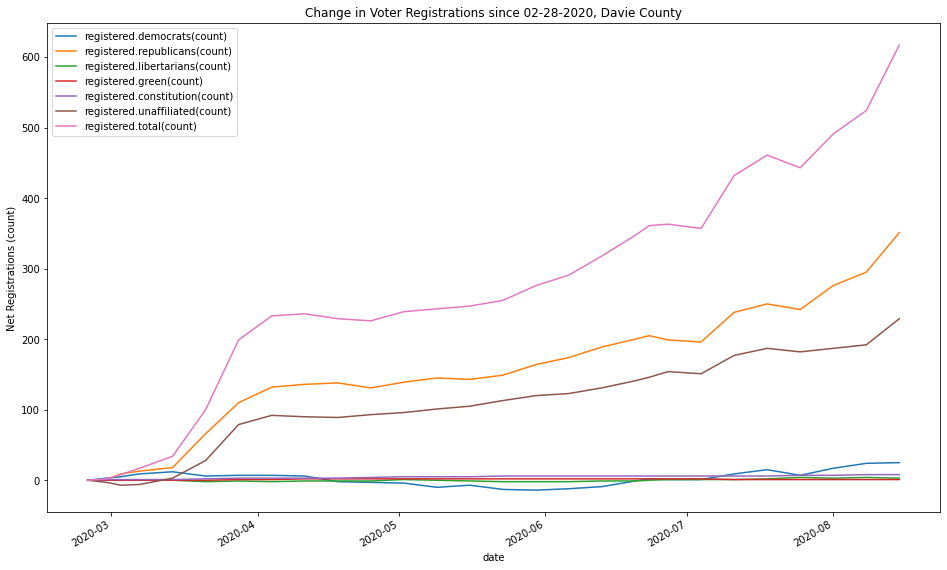 Change in Voter Registrations since 02-28-2020, Davie County
registered.democrats(count)
registered.republicans(count)
registered.libertarians(count)
registered.green(count)
registered.constitution(count)
registered.unaffiliated(count)
registered.total(count)
Net Registrations (count)
600
500
400
300
200
100
0
2020-03
2020-04
2020-05
2020-06
2020-07
2020-08
date